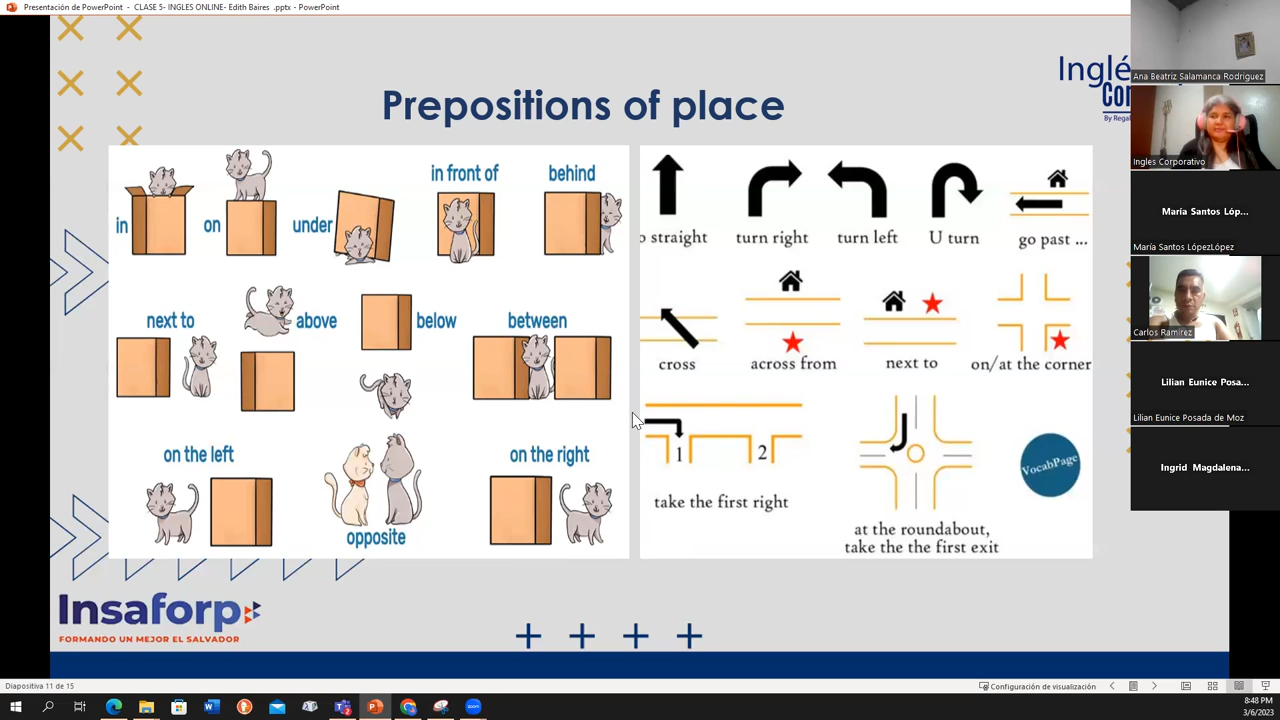 Presentación de PowerPoint - CLASE 5- INGLES ONLINE- Edith Baires .pptx - PowerPoint
Inglé
Cor
By Regal
Prepositions of place
in
on
under
in front of
behind
next to
above
below
between
on the left
opposite
on the right
o straight
turn right
turn left
U turn
go past ...
cross
across from
next to
on/at the corner
1
2
take the first right
at the roundabout,
take the the first exit
VocabPage
Insaforp
FORMANDO UN MEJOR EL SALVADOR
Ana Beatriz Salamanca Rodriguez
Ingles Corporativo
María Santos Lóp...
María Santos LópezLópez
Carlos Ramirez
Lilian Eunice Posa...
Lilian Eunice Posada de Moz
Ingrid Magdalena...
Diapositiva 11 de 15
Configuración de visualización
8:48 PM
3/6/2023